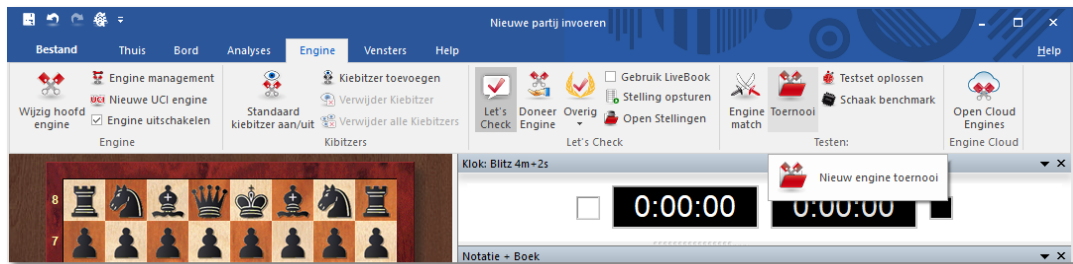 Nieuwe partij invoeren
Bestand Thuis Bord Analyses Engine Vensters Help Help
Wijzig hoofd engine
Engine management
UCI Nieuwe UCI engine
Engine uitschakelen
Engine
Standaard kiebitzer aan/uit
Kiebitzer toevoegen
Verwijder Kiebitzer
Verwijder alle Kiebitzers
Kibitzers
Let's Check
Doneer Engine
Overig
Gebruik LiveBook
Stelling opsturen
Open Stellingen
Let's Check
Engine match
Toernooi
Testset oplossen
Schaak benchmark
Testen:
Open Cloud Engines
Engine Cloud
Klok: Blitz 4m+2s
Nieuw engine toernooi
8
7
0:00:00 0:00:00
Notatie + Boek